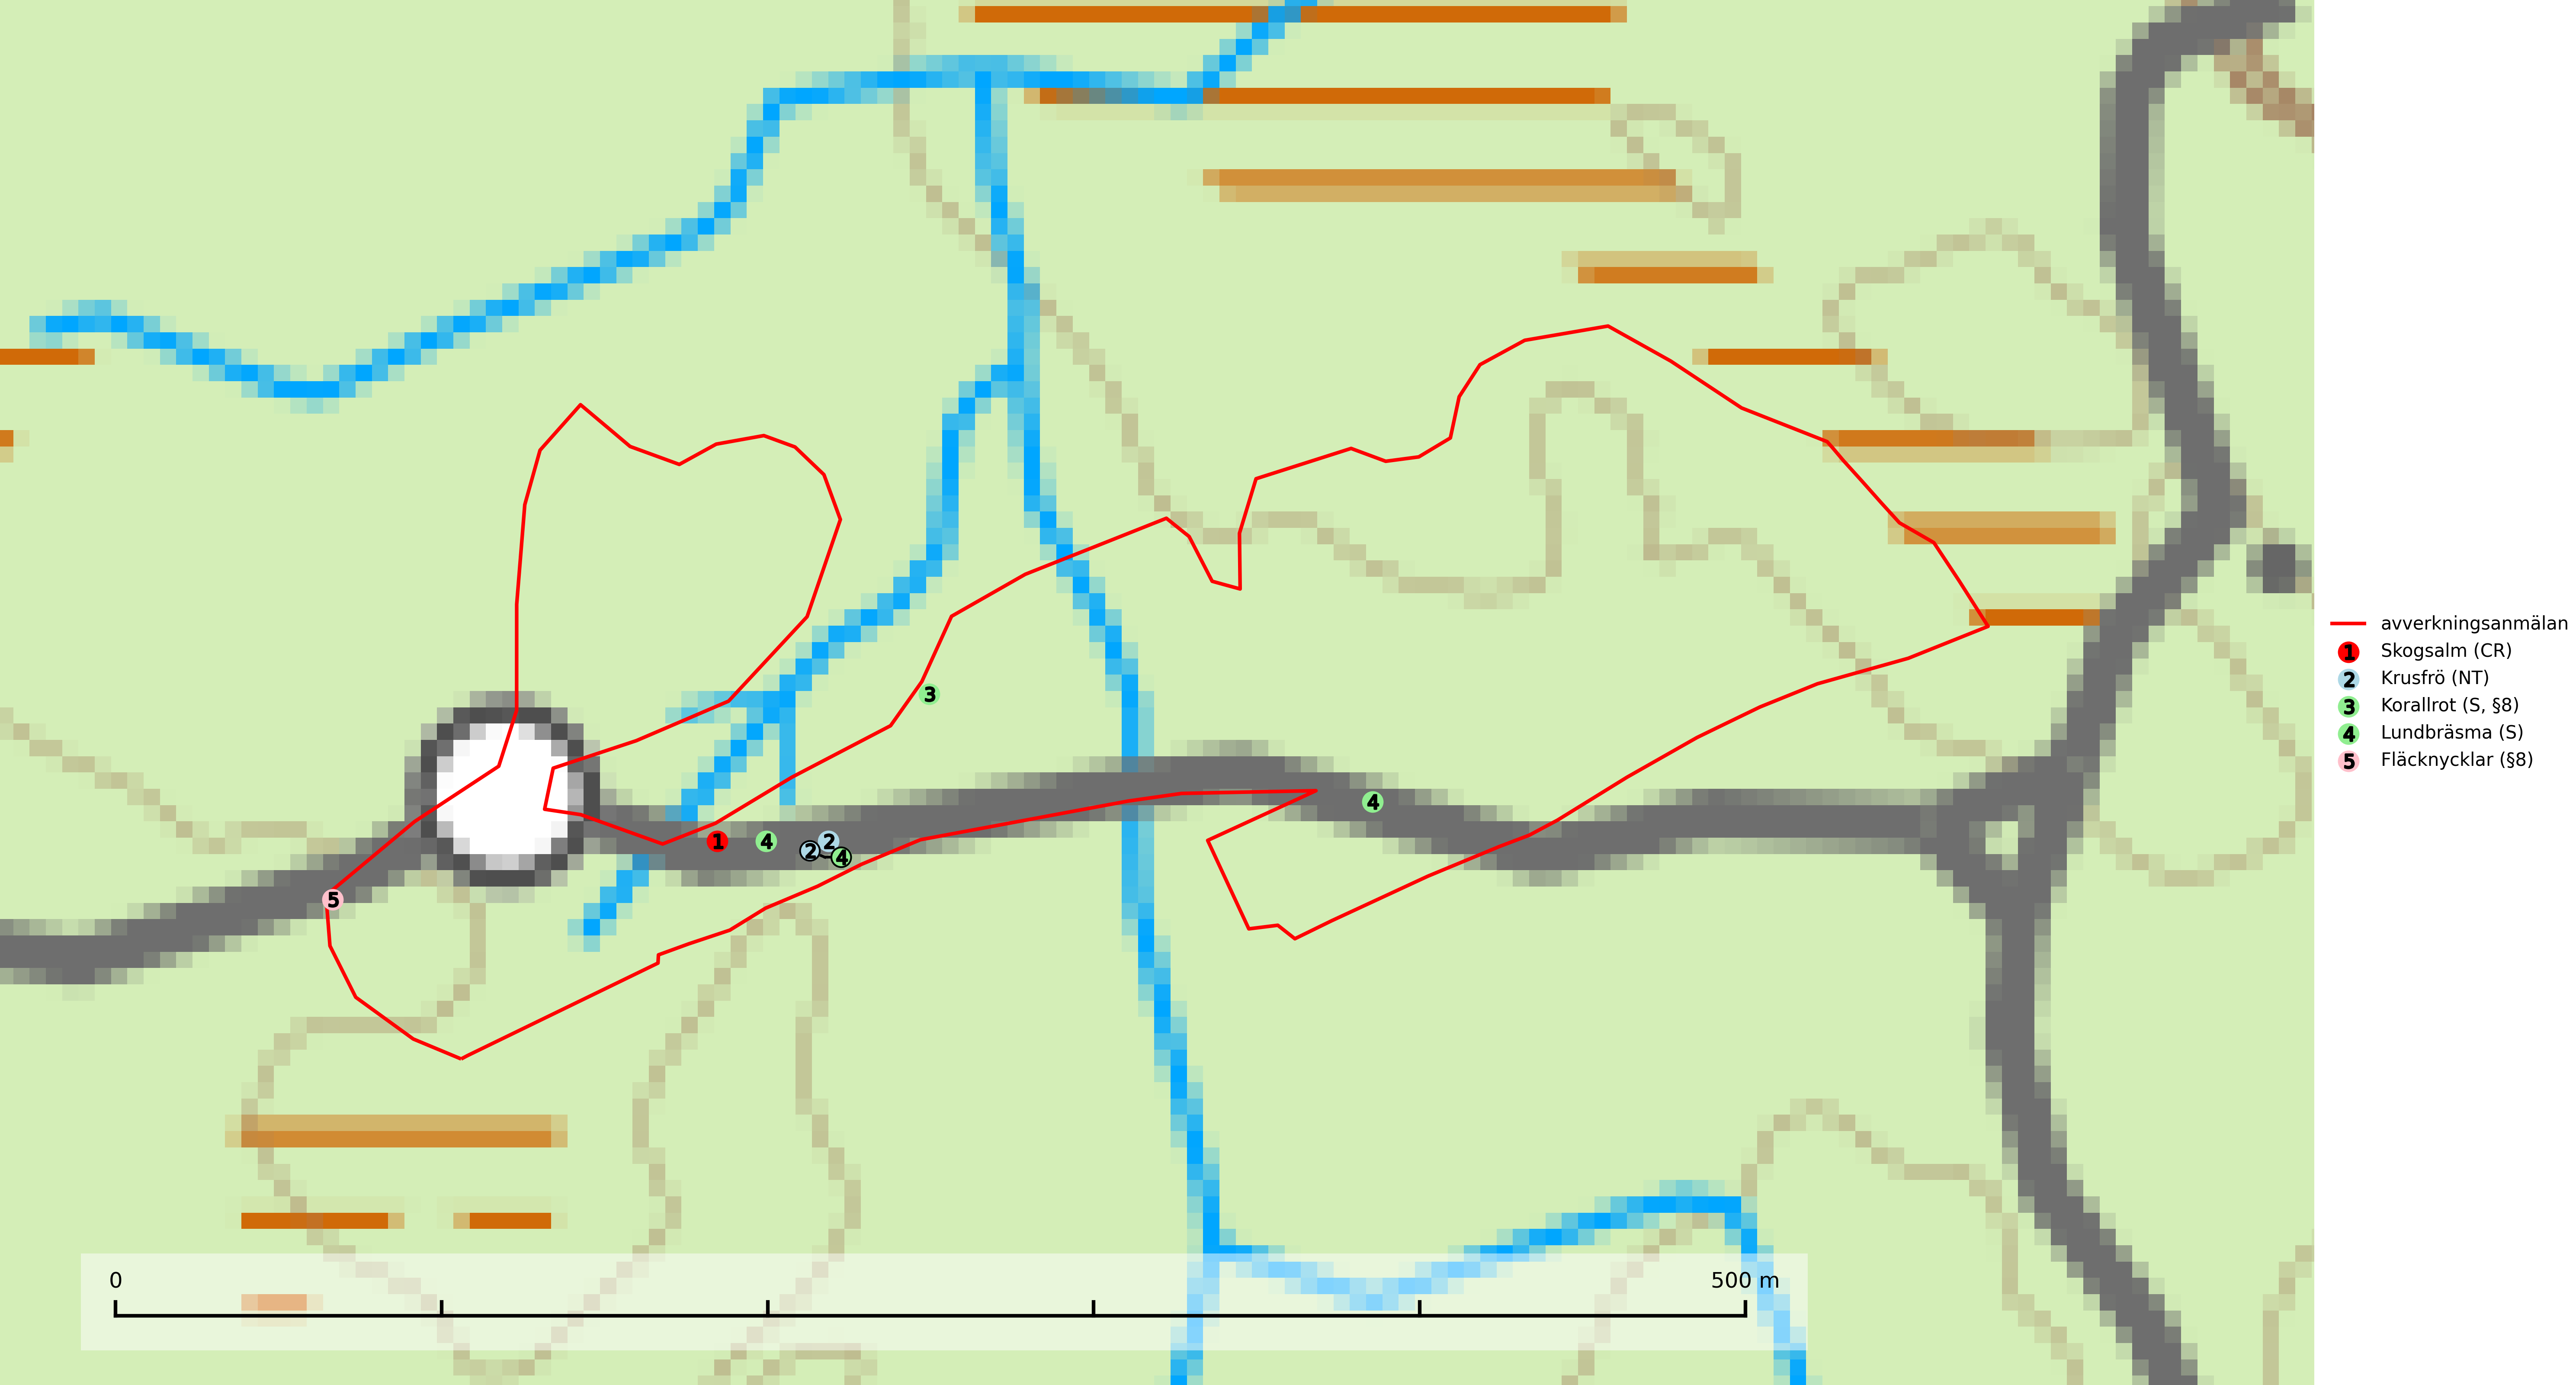 3
4
1
4
2
2
4
5
0
500 m
avverkningsanmälan
1 Skogsalm (CR)
2 Krusfrö (NT)
3 Korallrot (S, §8)
4 Lundbräsma (S)
5 Fläcknycklar (§8)